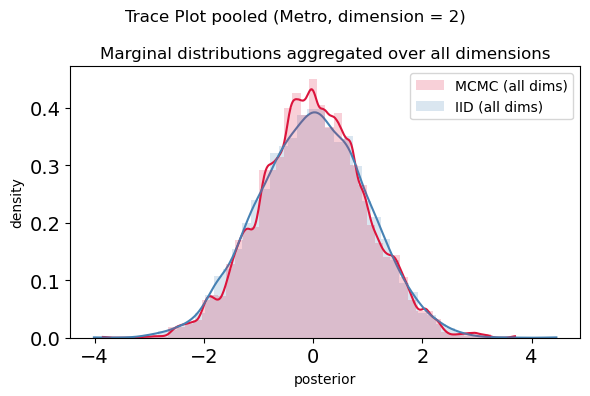 Trace Plot pooled (Metro, dimension = 2)
Marginal distributions aggregated over all dimensions
MCMC (all dims)
IID (all dims)
density
0.4
0.3
0.2
0.1
0.0
−4
−2
0
2
4
posterior